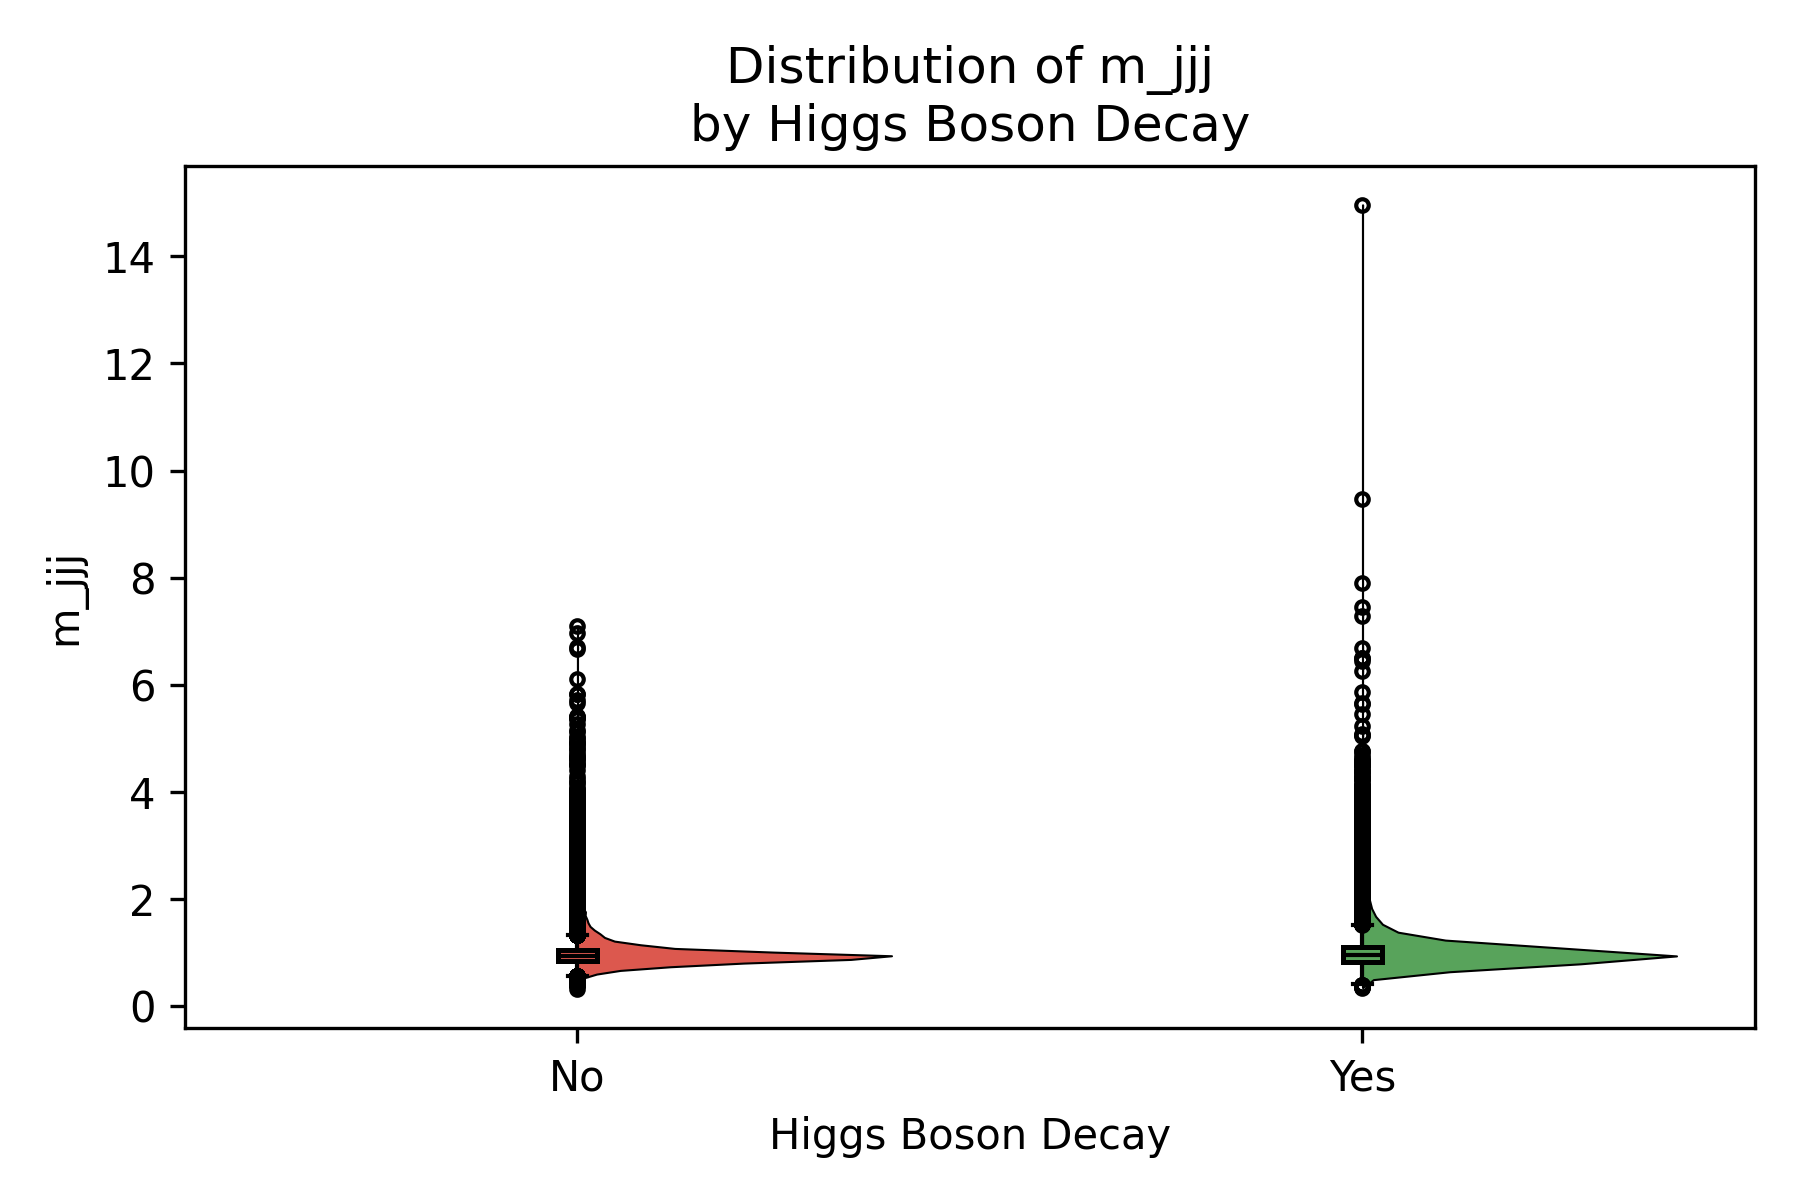 Distribution of m_jjj
by Higgs Boson Decay
m_jjj
14
12
10
8
6
4
2
0
No
Yes
Higgs Boson Decay